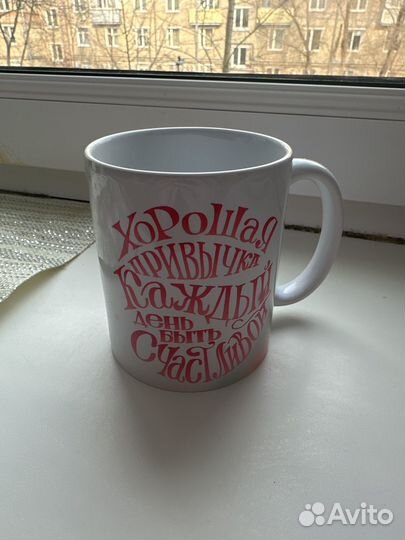 Хорошая
привычка
каждый
день быть
счастливой
Avito